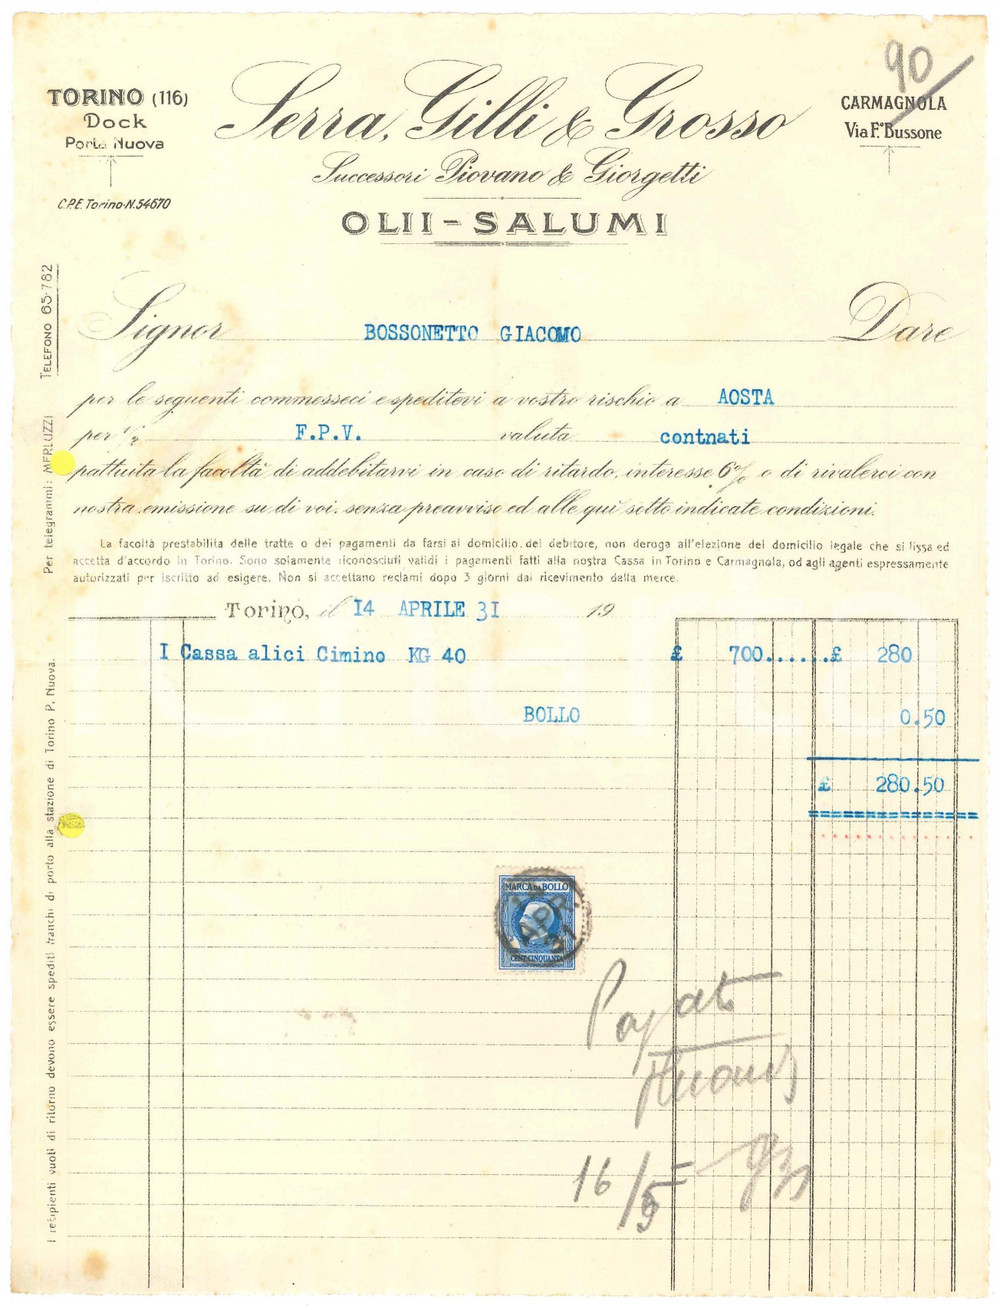 90
TORINO (116)
Dock
Porta Nuova
C.P.E. Torino-N.54670
Serra, Gilli & Grosso
Successori Piovano & Giorgetti
OLII-SALUMI
CARMAGNOLA
Via F.co Bussone
TELEFONO 65-782
Per telegrammi: MERLUZZI
I recipienti vuoti di ritorno devono essere spediti franchi di porto alla stazione di Torino P. Nuova.
Signor BOSSONETTO GIACOMO Dare
per le seguenti commesseci e speditevi a vostro rischio a AOSTA
per F.P.V. valuta contnati
pattuita la facoltà di addebitarvi in caso di ritardo, interesse 6% o di rivalerci con
nostra emissione su di voi, senza preavviso ed alle qui sotto indicate condizioni.
La facoltà prestabilita delle tratte o dei pagamenti da farsi al domicilio del debitore, non deroga all'elezione del domicilio legale che si fissa ed
accetta d'accordo in Torino. Sono solamente riconosciuti validi i pagamenti fatti alla nostra Cassa in Torino e Carmagnola, od agli agenti espressamente
autorizzati per iscritto ad esigere. Non si accettano reclami dopo 3 giorni dal ricevimento della merce.
Torino, il 14 APRILE 31 19
I Cassa alici Cimino KG 40 £ 700......£ 280
BOLLO 0.50
£ 280.50
MARCA DA BOLLO
APR.
31
CENT. CINQUANTA
Pagato
16/5